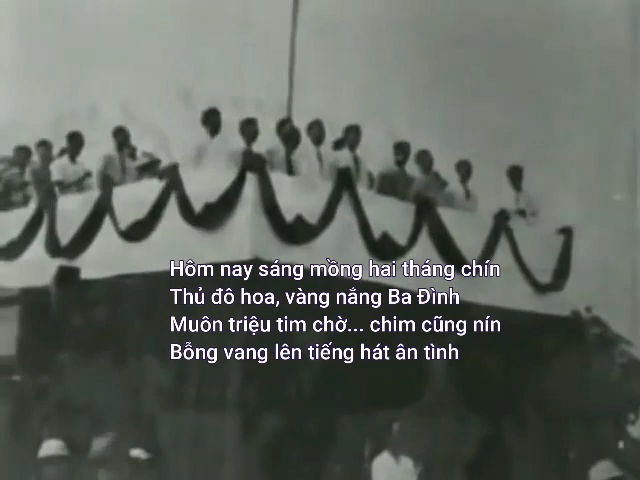 Hôm nay sáng mồng hai tháng chín
Thủ đô hoa, vàng nắng Ba Đình
Muôn triệu tim chờ... chim cũng nín
Bỗng vang lên tiếng hát ân tình